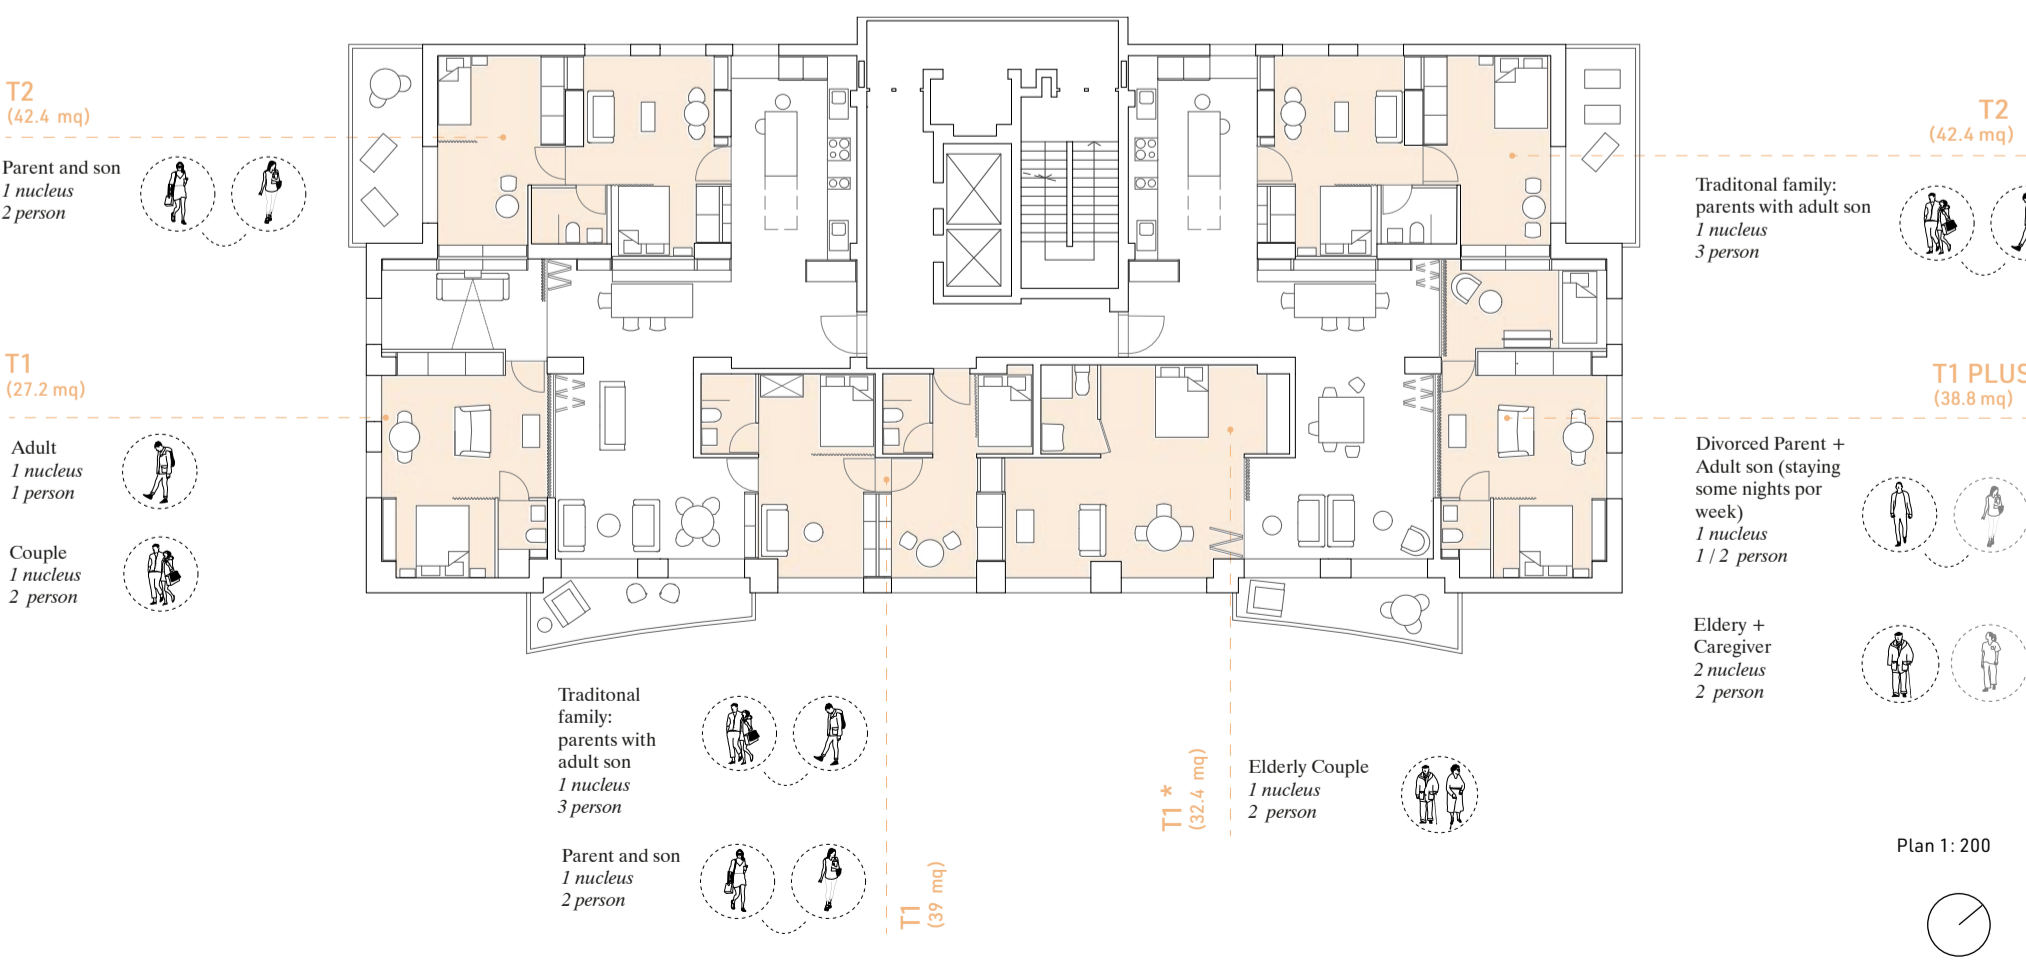 T2
(42.4 mq)
Parent and son
1 nucleus
2 person
T1
(27.2 mq)
Adult
1 nucleus
1 person
Couple
1 nucleus
2 person
Traditonal
family:
parents with
adult son
1 nucleus
3 person
Parent and son
1 nucleus
2 person
T1
(39 mq)
T1 *
(32.4 mq)
Elderly Couple
1 nucleus
2 person
T2
(42.4 mq)
Traditonal family:
parents with adult son
1 nucleus
3 person
T1 PLUS
(38.8 mq)
Divorced Parent +
Adult son (staying
some nights por
week)
1 nucleus
1 / 2 person
Eldery +
Caregiver
2 nucleus
2 person
Plan 1: 200